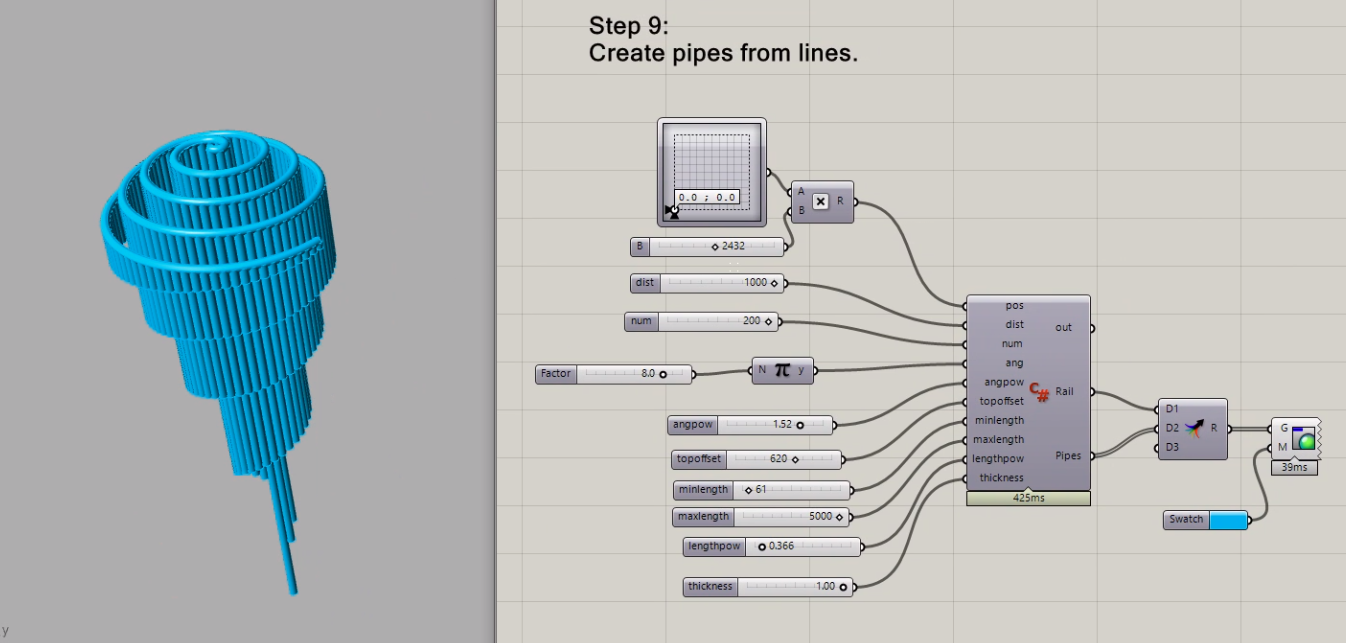 Step 9:
Create pipes from lines.
0.0 ; 0.0
A
B
R
B
2432
dist
1000
num
200
Factor
8.0
N π y
angpow
1.52
topoffset
620
minlength
61
maxlength
5000
lengthpow
0.366
thickness
1.00
pos
dist
num
ang
angpow
topoffset
minlength
maxlength
lengthpow
thickness
C#
out
Rail
Pipes
425ms
D1
D2
D3
R
G
M
39ms
Swatch
y